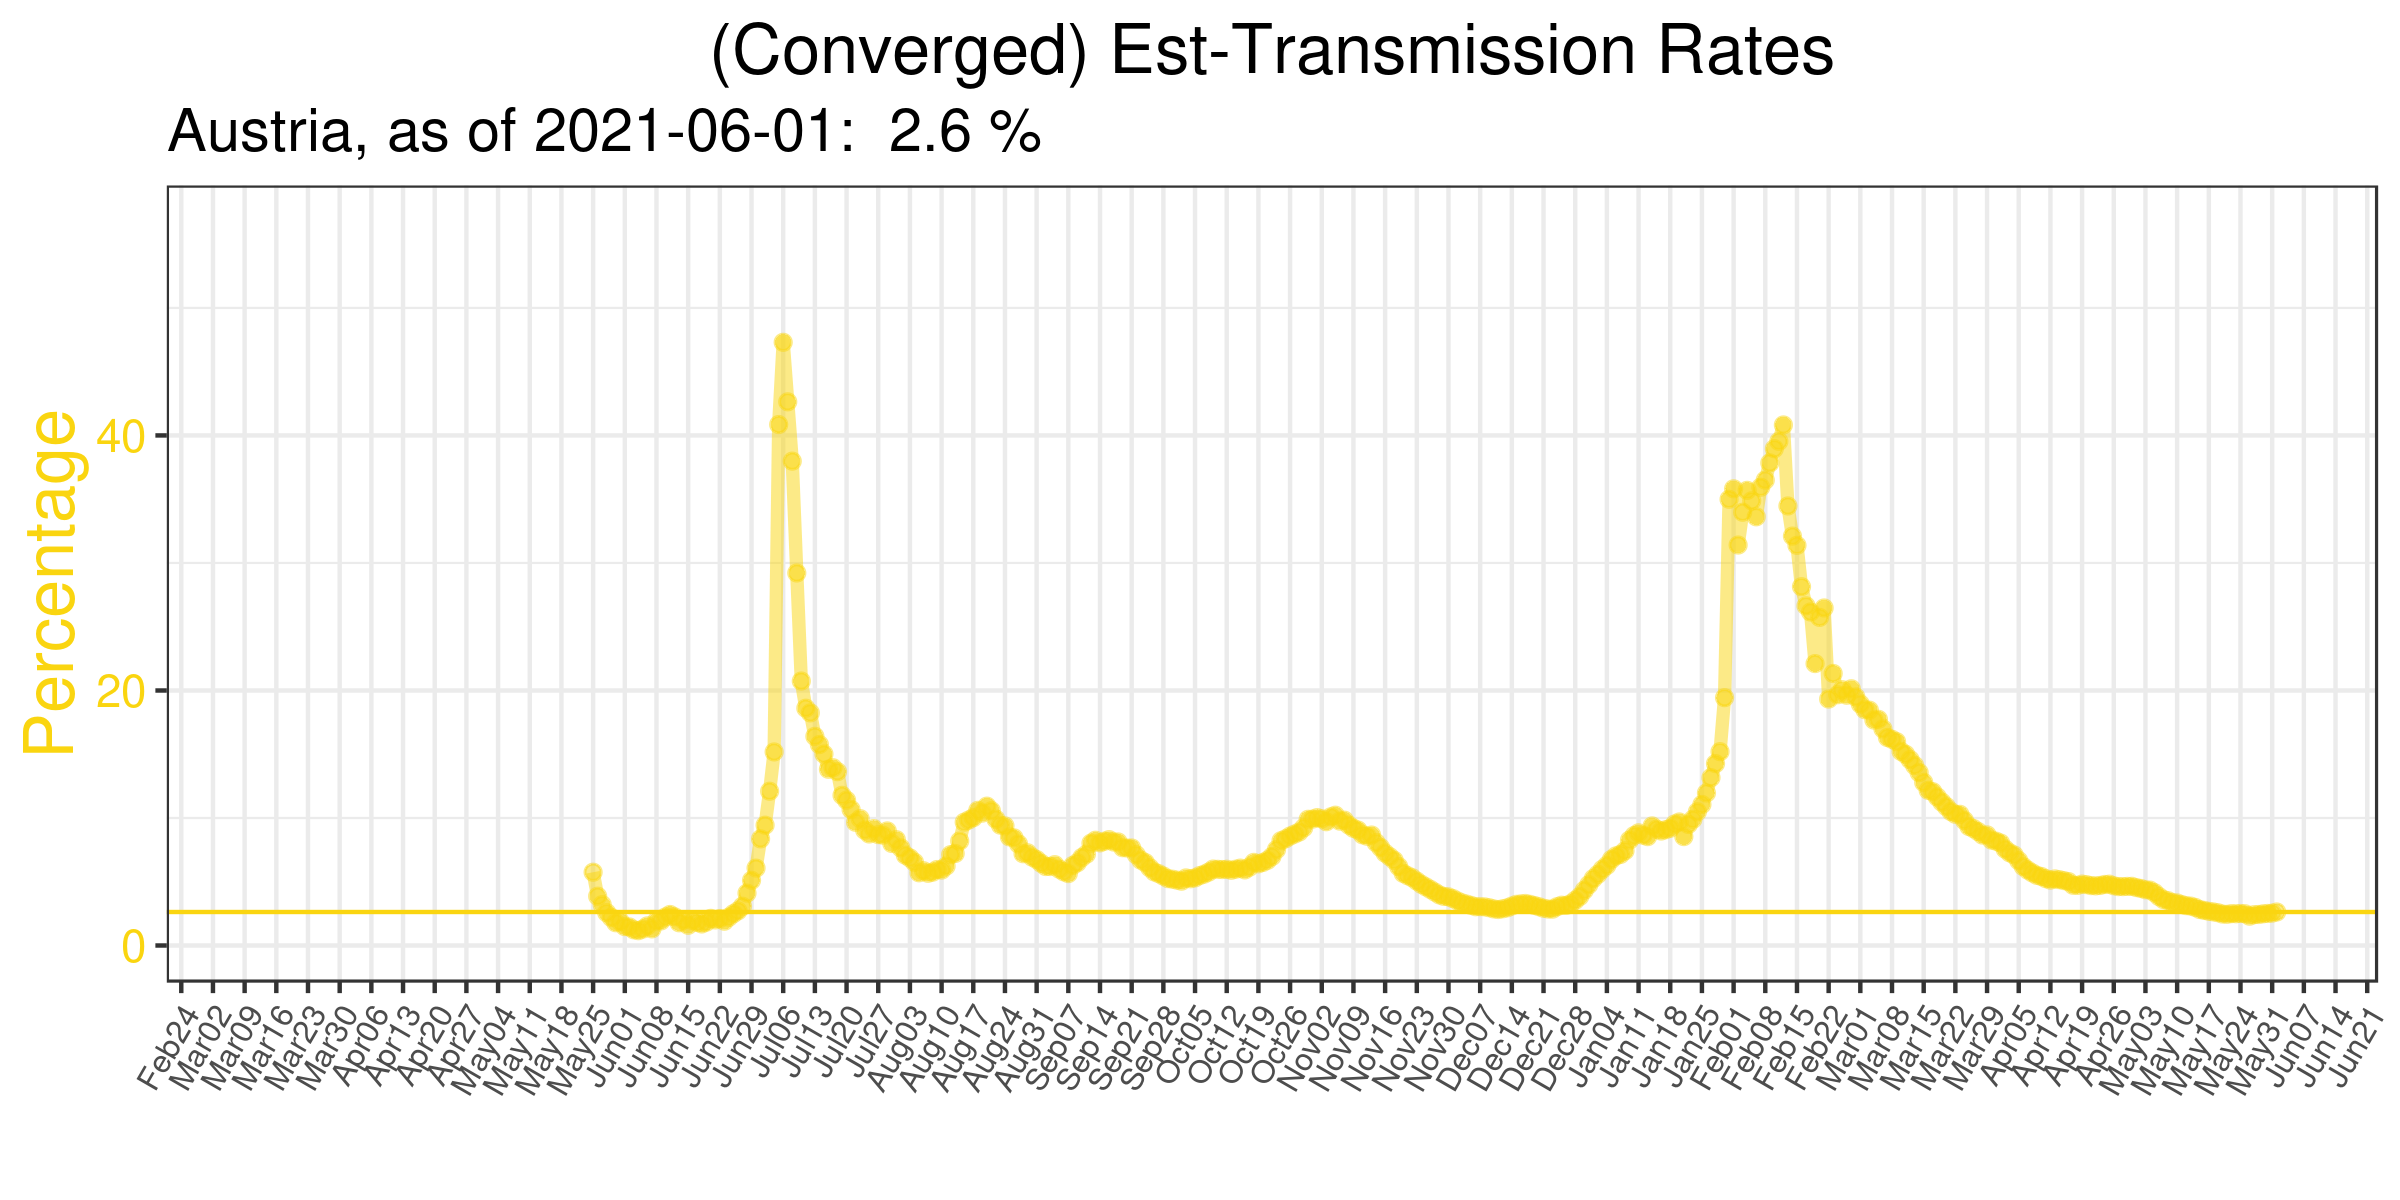 (Converged) Est-Transmission Rates
Austria, as of 2021-06-01:  2.6 %
Percentage
40
20
0
Feb24
Mar02
Mar09
Mar16
Mar23
Mar30
Apr06
Apr13
Apr20
Apr27
May04
May11
May18
May25
Jun01
Jun08
Jun15
Jun22
Jun29
Jul06
Jul13
Jul20
Jul27
Aug03
Aug10
Aug17
Aug24
Aug31
Sep07
Sep14
Sep21
Sep28
Oct05
Oct12
Oct19
Oct26
Nov02
Nov09
Nov16
Nov23
Nov30
Dec07
Dec14
Dec21
Dec28
Jan04
Jan11
Jan18
Jan25
Feb01
Feb08
Feb15
Feb22
Mar01
Mar08
Mar15
Mar22
Mar29
Apr05
Apr12
Apr19
Apr26
May03
May10
May17
May24
May31
Jun07
Jun14
Jun21